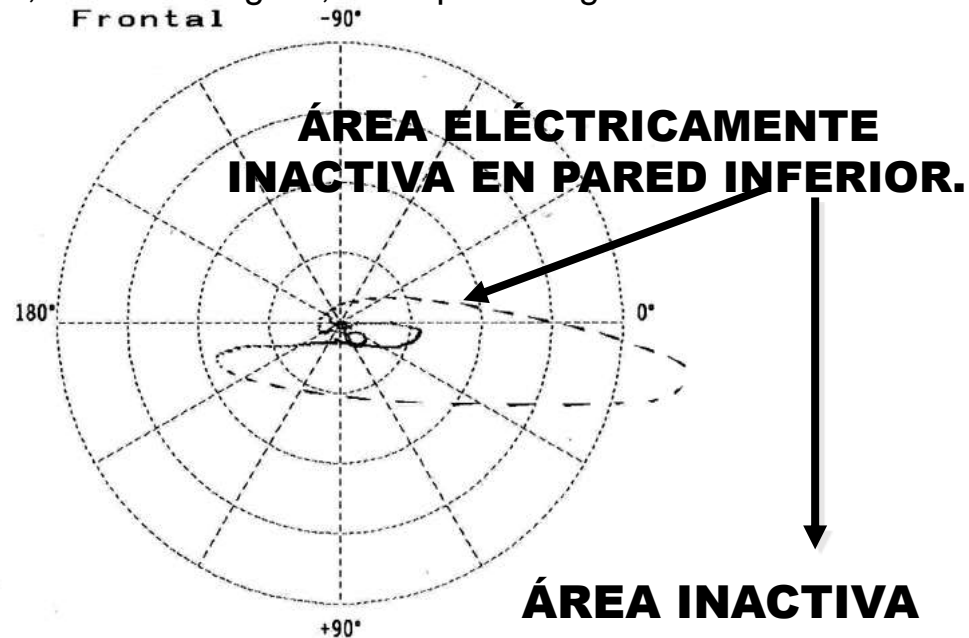 Frontal
-90°
ÁREA ELÉCTRICAMENTE
INACTIVA EN PARED INFERIOR.
180°
0°
ÁREA INACTIVA
+90°